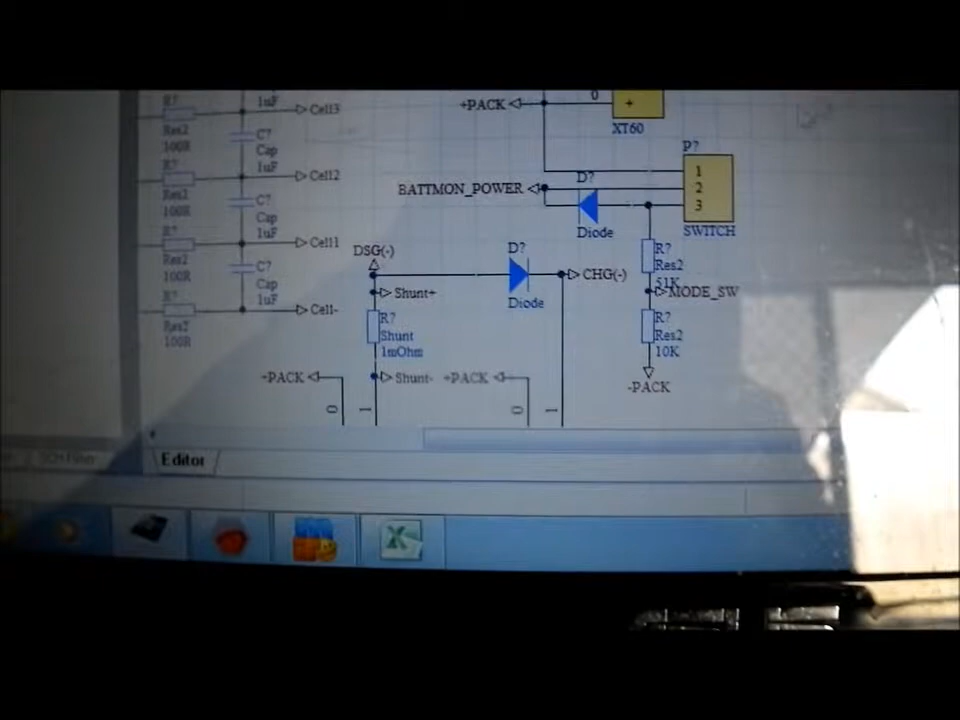 R?
1uF
Cell3
Res2
100R
C?
Cap
1uF
R?
Cell2
Res2
100R
C?
Cap
1uF
R?
Cell1
Res2
100R
C?
Cap
1uF
R?
Cell-
Res2
100R
+PACK
0
+
XT60
P?
1
2
3
SWITCH
BATTMON_POWER
D?
Diode
DSG(-)
D?
Diode
CHG(-)
Shunt+
R?
Shunt
1mOhm
Shunt-
R?
Res2
51K
MODE_SW
R?
Res2
10K
-PACK
+PACK
0
1
+PACK
0
1
Editor